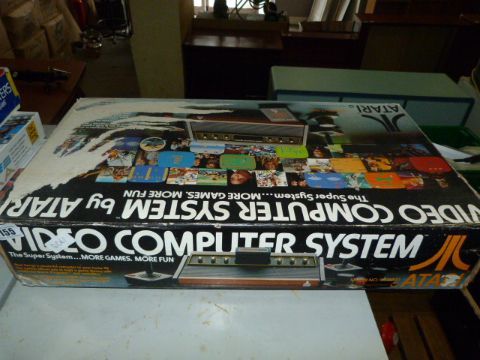 ATARI
The Super System...MORE GAMES. MORE FUN
VIDEO COMPUTER SYSTEM by ATARI
155
VIDEO COMPUTER SYSTEM
The Super System...MORE GAMES. MORE FUN
ATARI